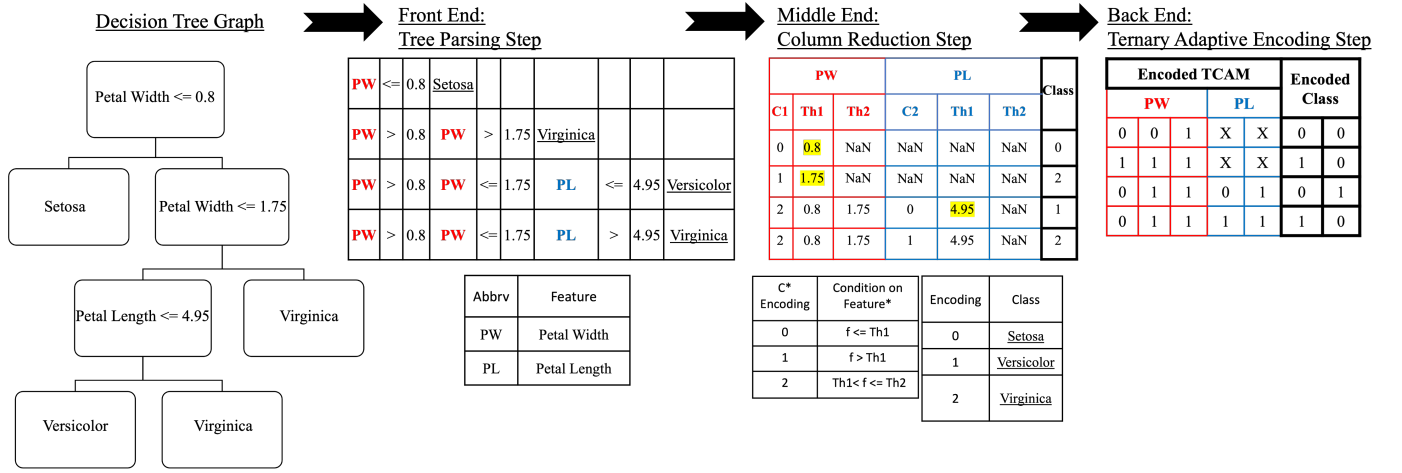 Decision Tree Graph
Petal Width <= 0.8
Setosa
Petal Width <= 1.75
Petal Length <= 4.95
Virginica
Versicolor
Virginica
Front End:
Tree Parsing Step
PW <= 0.8 Setosa
PW > 0.8 PW > 1.75 Virginica
PW > 0.8 PW <= 1.75 PL <= 4.95 Versicolor
PW > 0.8 PW <= 1.75 PL > 4.95 Virginica
Abbrv Feature
PW Petal Width
PL Petal Length
Middle End:
Column Reduction Step
PW PL Class
C1 Th1 Th2 C2 Th1 Th2
0 0.8 NaN NaN NaN NaN 0
1 1.75 NaN NaN NaN NaN 2
2 0.8 1.75 0 4.95 NaN 1
2 0.8 1.75 1 4.95 NaN 2
C* Condition on
Encoding Feature*
0 f <= Th1
1 f > Th1
2 Th1< f <= Th2
Encoding Class
0 Setosa
1 Versicolor
2 Virginica
Back End:
Ternary Adaptive Encoding Step
Encoded TCAM Encoded
Class
PW PL
0 0 1 X X 0 0
1 1 1 X X 1 0
0 1 1 0 1 0 1
0 1 1 1 1 1 0